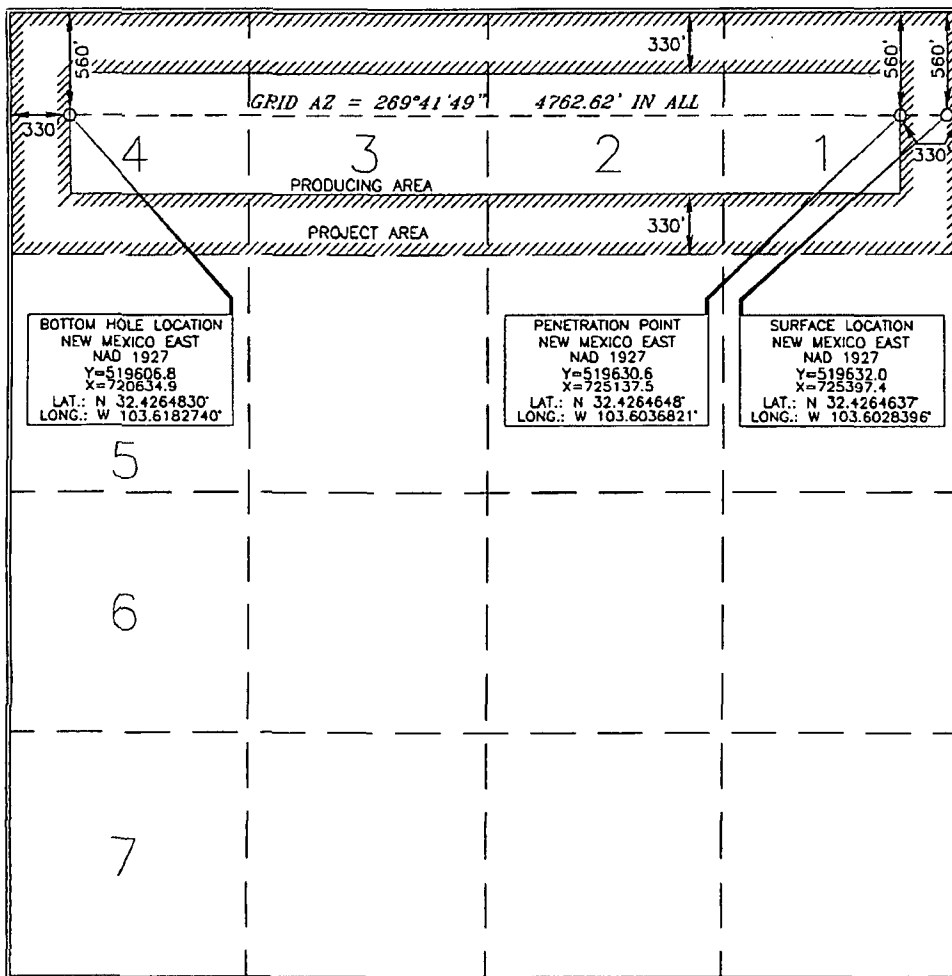 560'
330'
560'
560'
GRID AZ = 269°41'49" 4762.62' IN ALL
330'
4
3
2
1
330'
PRODUCING AREA
PROJECT AREA
330'
BOTTOM HOLE LOCATION
NEW MEXICO EAST
NAD 1927
Y=519606.8
X=720634.9
LAT.: N 32.4264830°
LONG.: W 103.6182740°
PENETRATION POINT
NEW MEXICO EAST
NAD 1927
Y=519630.6
X=725137.5
LAT.: N 32.4264648°
LONG.: W 103.6036821°
SURFACE LOCATION
NEW MEXICO EAST
NAD 1927
Y=519632.0
X=725397.4
LAT.: N 32.4264637°
LONG.: W 103.6028396°
5
6
7